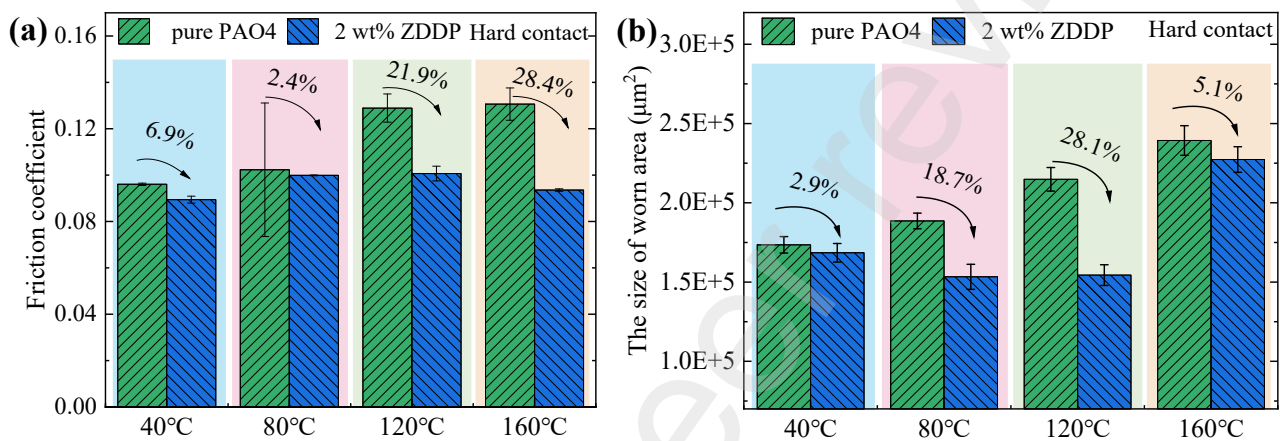 (a)
pure PAO4
2 wt% ZDDP
Hard contact
0.16
0.12
0.08
0.04
0.00
Friction coefficient
6.9%
2.4%
21.9%
28.4%
40°C
80°C
120°C
160°C
(b)
pure PAO4
2 wt% ZDDP
Hard contact
3.0E+5
2.5E+5
2.0E+5
1.5E+5
1.0E+5
The size of worn area (μm²)
2.9%
18.7%
28.1%
5.1%
40°C
80°C
120°C
160°C
eer rev